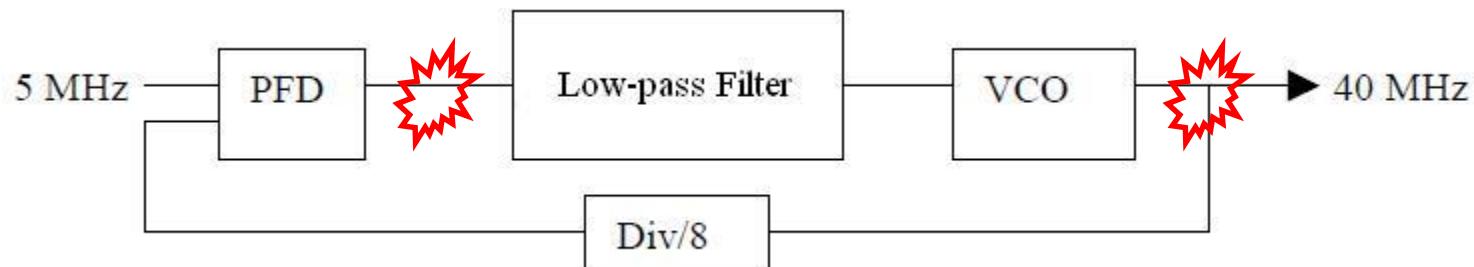 5 MHz
PFD
Low-pass Filter
VCO
40 MHz
Div/8